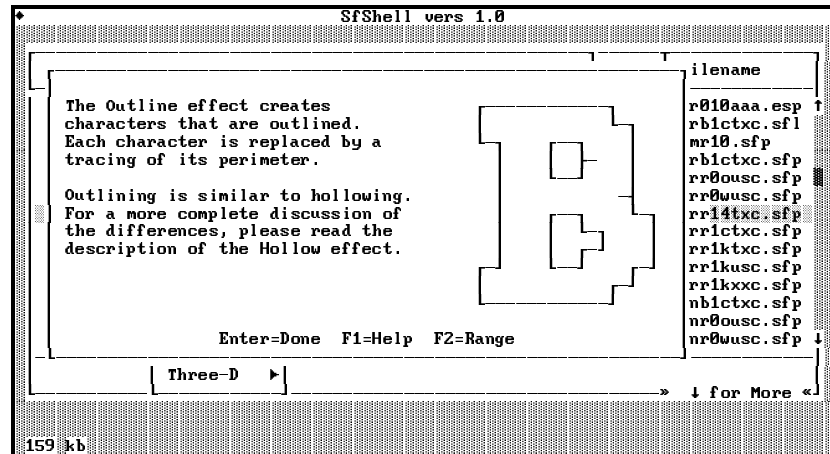 SfShell vers 1.0
ilename
The Outline effect creates
characters that are outlined.
Each character is replaced by a
tracing of its perimeter.
Outlining is similar to hollowing.
For a more complete discussion of
the differences, please read the
description of the Hollow effect.
Enter=Done F1=Help F2=Range
r010aaa.esp
rb1ctxc.sfl
mr10.sfp
rb1ctxc.sfp
rr0ousc.sfp
rr0wusc.sfp
rr14txc.sfp
rr1ctxc.sfp
rr1ktxc.sfp
rr1kusc.sfp
rr1kxxc.sfp
nb1ctxc.sfp
nr0ousc.sfp
nr0wusc.sfp
Three-D
» ↓ for More «
159 kb